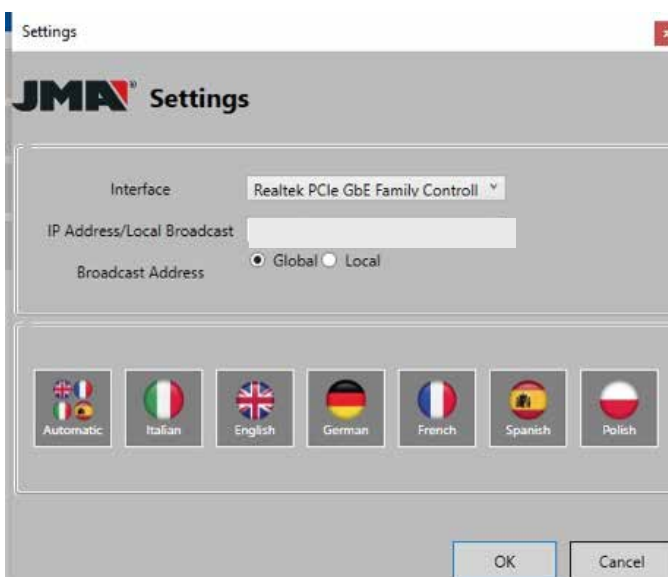 Settings
JMA® Settings
Interface Realtek PCIe GbE Family Controll
IP Address/Local Broadcast
Broadcast Address Global Local
Automatic Italian English German French Spanish Polish
OK Cancel